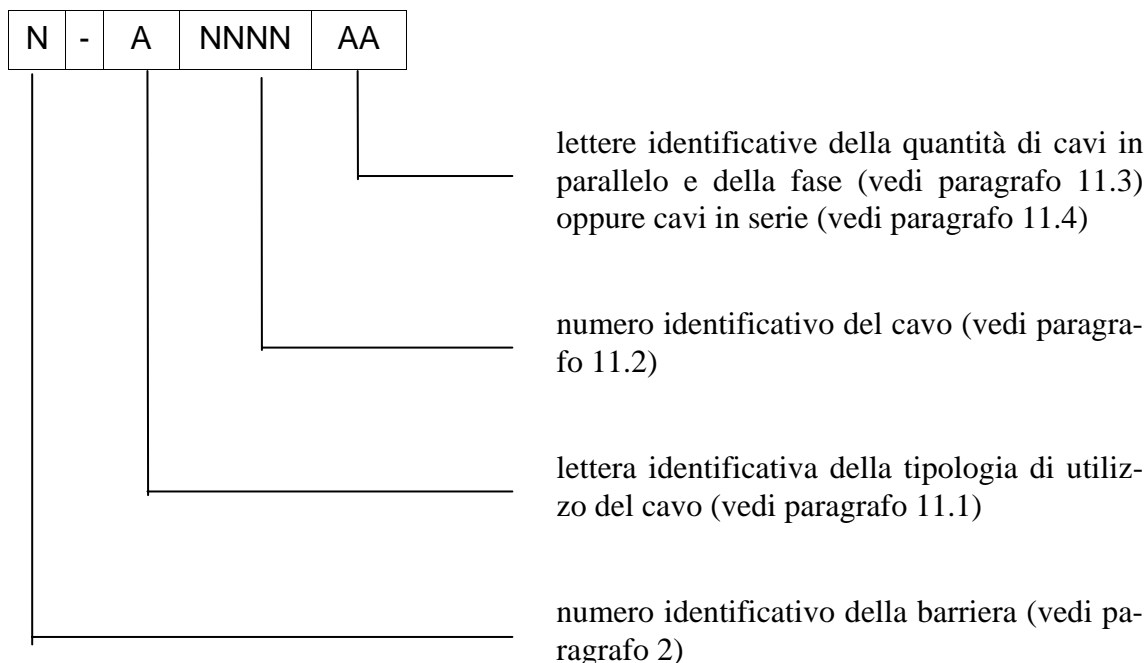 N - A NNNN AA
lettere identificative della quantità di cavi in
parallelo e della fase (vedi paragrafo 11.3)
oppure cavi in serie (vedi paragrafo 11.4)
numero identificativo del cavo (vedi paragra-
fo 11.2)
lettera identificativa della tipologia di utiliz-
zo del cavo (vedi paragrafo 11.1)
numero identificativo della barriera (vedi pa-
ragrafo 2)